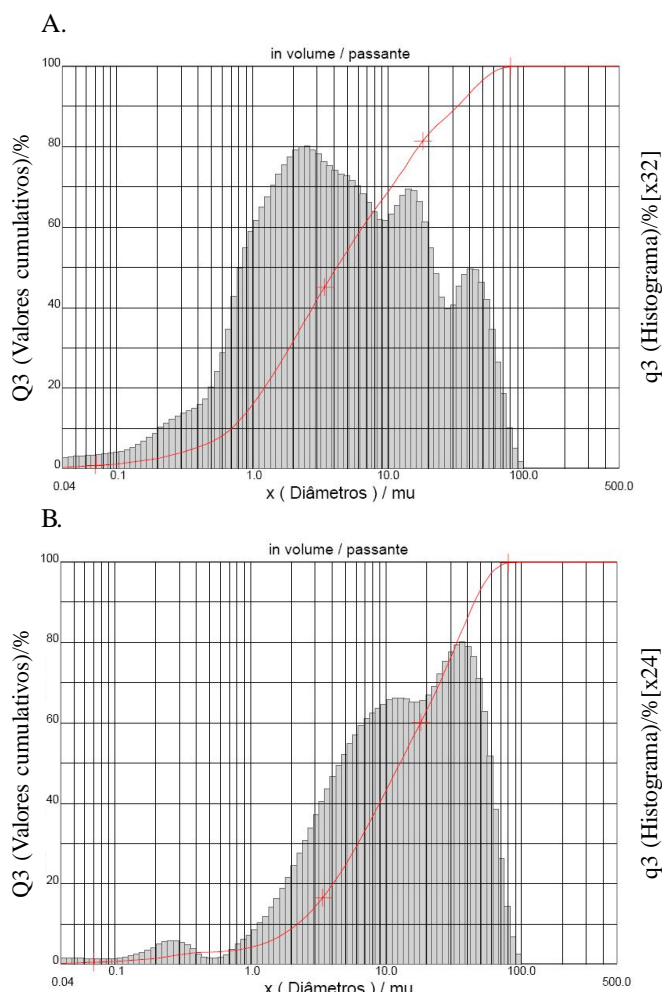 A.
in volume / passante
Q3 (Valores cumulativos)/%
100
80
60
40
20
0
q3 (Histograma)/%[x32]
0.04 0.1 1.0 10.0 100.0 500.0
x ( Diâmetros ) / mu
B.
in volume / passante
Q3 (Valores cumulativos)/%
100
80
60
40
20
0
q3 (Histograma)/%[x24]
0.04 0.1 1.0 10.0 100.0 500.0
x ( Diâmetros ) / mu